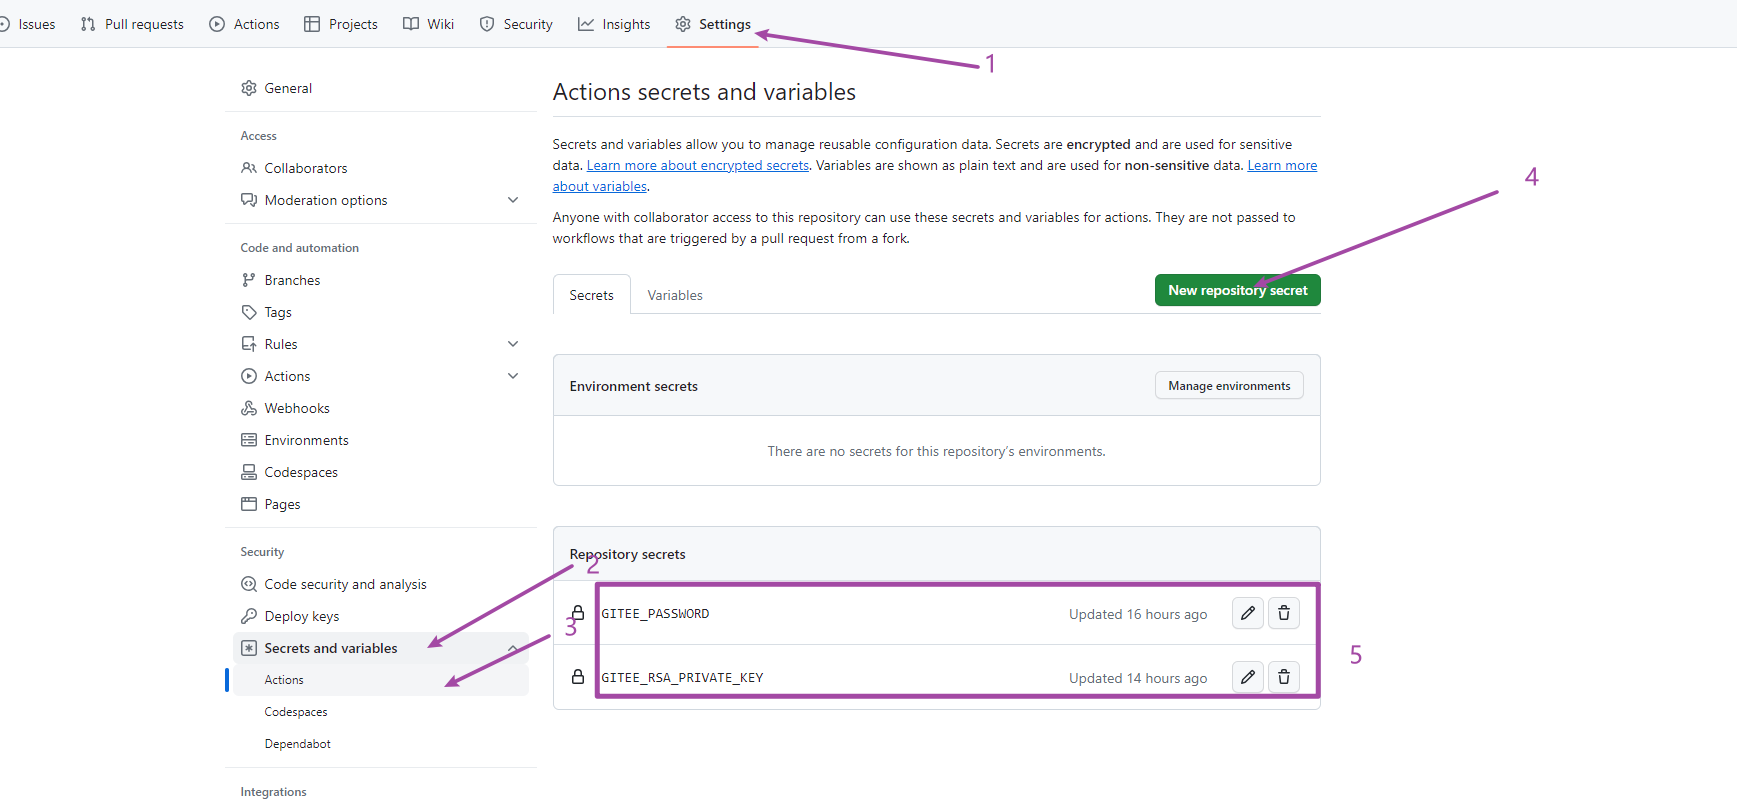 Issues Pull requests Actions Projects Wiki Security Insights Settings
1
General
Access
Collaborators
Moderation options
Code and automation
Branches
Tags
Rules
Actions
Webhooks
Environments
Codespaces
Pages
Security
Code security and analysis
Deploy keys
Secrets and variables
Actions
Codespaces
Dependabot
Integrations
Actions secrets and variables
Secrets and variables allow you to manage reusable configuration data. Secrets are encrypted and are used for sensitive
data. Learn more about encrypted secrets. Variables are shown as plain text and are used for non-sensitive data. Learn more
about variables.
Anyone with collaborator access to this repository can use these secrets and variables for actions. They are not passed to
workflows that are triggered by a pull request from a fork.
4
Secrets Variables New repository secret
Environment secrets Manage environments
There are no secrets for this repository's environments.
Repository secrets
2
GITEE_PASSWORD Updated 16 hours ago
3
5
GITEE_RSA_PRIVATE_KEY Updated 14 hours ago